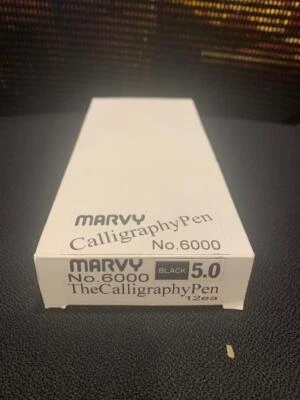 MARVY
CalligraphyPen
No.6000
MARVY
No.6000 BLACK 5.0
TheCalligraphyPen
12ea